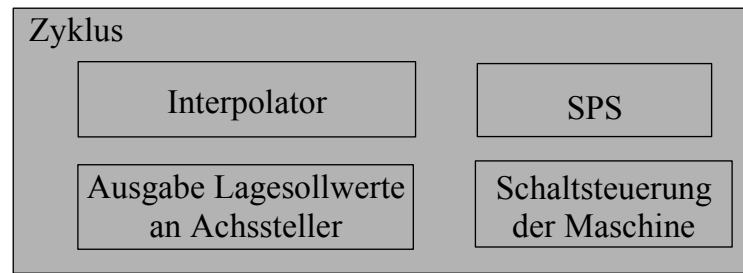 Zyklus
Interpolator
SPS
Ausgabe Lagesollwerte
an Achssteller
Schaltsteuerung
der Maschine